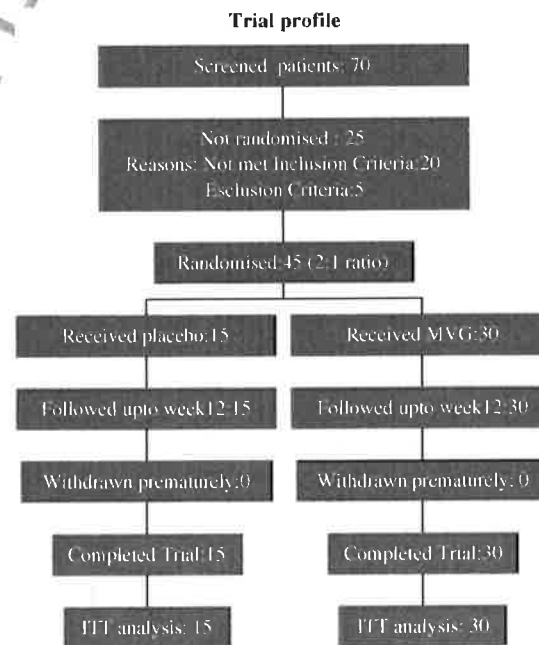 Trial profile
Screened patients: 70
Not randomised : 25
Reasons: Not met Inclusion Criteria:20
Esclusion Criteria:5
Randomised:45 (2:1 ratio)
Received placebo:15
Received MVG:30
Followed upto week12:15
Followed upto week12:30
Withdrawn prematurely:0
Withdrawn prematurely: 0
Completed Trial:15
Completed Trial:30
ITT analysis: 15
ITT analysis: 30